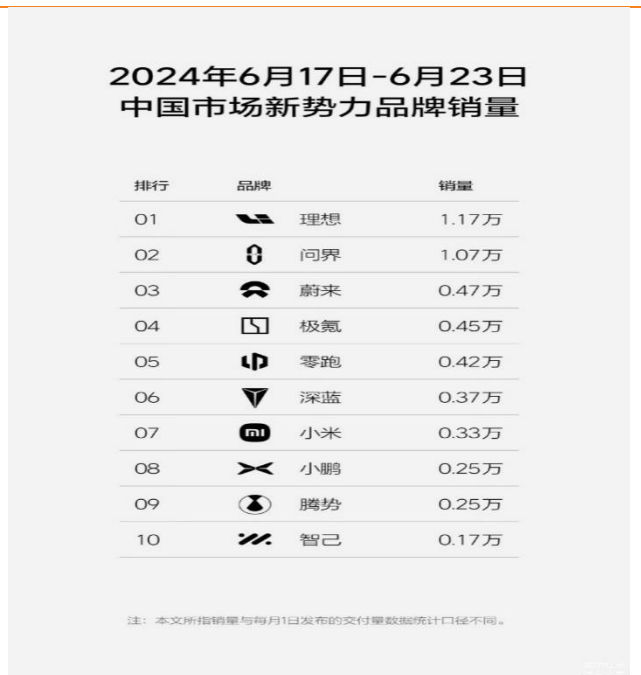 2024年6月17日-6月23日
中国市场新势力品牌销量
排行 品牌 销量
01 理想 1.17万
02 问界 1.07万
03 蔚来 0.47万
04 极氪 0.45万
05 零跑 0.42万
06 深蓝 0.37万
07 小米 0.33万
08 小鹏 0.25万
09 腾势 0.25万
10 智己 0.17万
注：本文所指销量与每月1日发布的交付量数据统计口径不同。